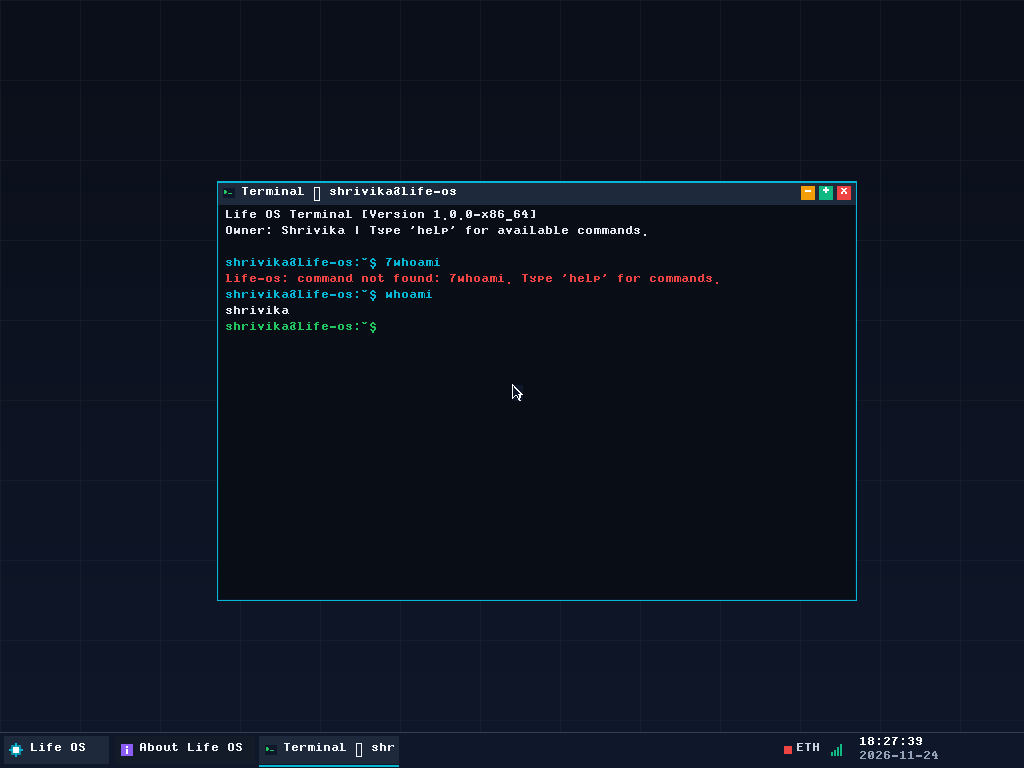 Terminal ▯ shrivika@life-os
Life OS Terminal [Version 1.0.0-x86_64]
Owner: Shrivika | Type 'help' for available commands.
shrivika@life-os:~$ 7whoami
life-os: command not found: 7whoami. Type 'help' for commands.
shrivika@life-os:~$ whoami
shrivika
shrivika@life-os:~$
Life OS
About Life OS
Terminal ▯ shr
ETH
18:27:39
2026-11-24